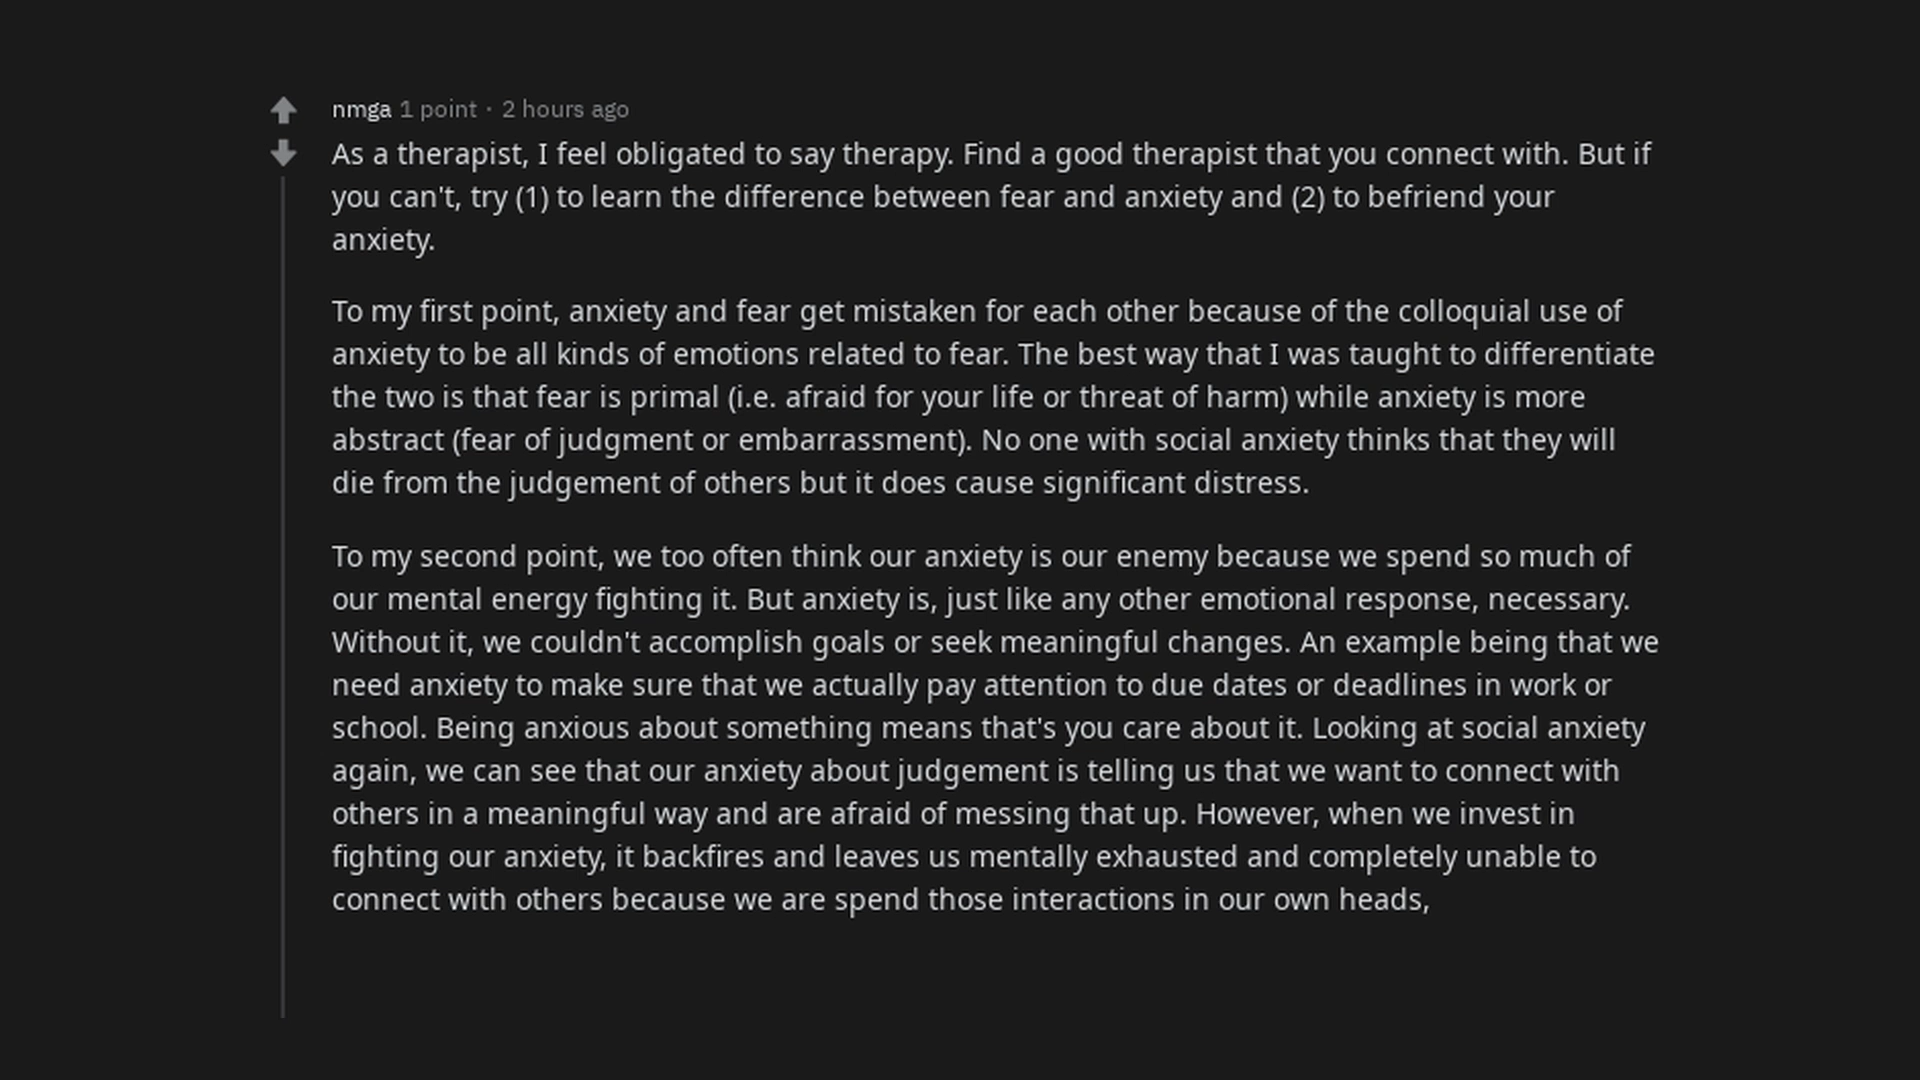 nmga 1 point · 2 hours ago
As a therapist, I feel obligated to say therapy. Find a good therapist that you connect with. But if
you can't, try (1) to learn the difference between fear and anxiety and (2) to befriend your
anxiety.
To my first point, anxiety and fear get mistaken for each other because of the colloquial use of
anxiety to be all kinds of emotions related to fear. The best way that I was taught to differentiate
the two is that fear is primal (i.e. afraid for your life or threat of harm) while anxiety is more
abstract (fear of judgment or embarrassment). No one with social anxiety thinks that they will
die from the judgement of others but it does cause significant distress.
To my second point, we too often think our anxiety is our enemy because we spend so much of
our mental energy fighting it. But anxiety is, just like any other emotional response, necessary.
Without it, we couldn't accomplish goals or seek meaningful changes. An example being that we
need anxiety to make sure that we actually pay attention to due dates or deadlines in work or
school. Being anxious about something means that's you care about it. Looking at social anxiety
again, we can see that our anxiety about judgement is telling us that we want to connect with
others in a meaningful way and are afraid of messing that up. However, when we invest in
fighting our anxiety, it backfires and leaves us mentally exhausted and completely unable to
connect with others because we are spend those interactions in our own heads,